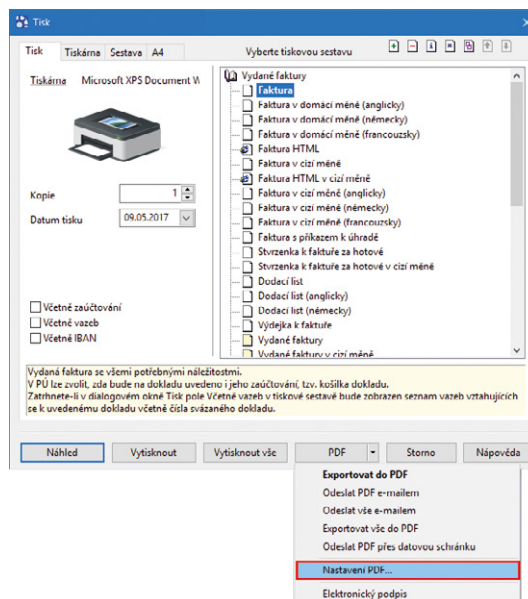 Tisk
Tisk
Tiskárna
Sestava
A4
Vyberte tiskovou sestavu
Tiskárna
Microsoft XPS Document W
Kopie
1
Datum tisku
09.05.2017
Včetně zaúčtování
Včetně vazeb
Včetně IBAN
Vydané faktury
Faktura
Faktura v domácí měně (anglicky)
Faktura v domácí měně (německy)
Faktura v domácí měně (francouzsky)
Faktura HTML
Faktura v cizí měně
Faktura HTML v cizí měně
Faktura v cizí měně (anglicky)
Faktura v cizí měně (německy)
Faktura v cizí měně (francouzsky)
Faktura s příkazem k úhradě
Stvrzenka k faktuře za hotové
Stvrzenka k faktuře za hotové v cizí měně
Dodací list
Dodací list (anglicky)
Dodací list (německy)
Výdejka k faktuře
Vydané faktury
Vydané faktury v cizí měně
Vydaná faktura se všemi potřebnými náležitostmi.
V PÚ lze zvolit, zda bude na dokladu uvedeno i jeho zaúčtování, tzv. košilka dokladu.
Zatrhnete-li v dialogovém okně Tisk pole Včetně vazeb v tiskové sestavě bude zobrazen seznam vazeb vztahujících
se k uvedenému dokladu včetně čísla svázaného dokladu.
Náhled
Vytisknout
Vytisknout vše
PDF
Storno
Nápověda
Exportovat do PDF
Odeslat PDF e-mailem
Odeslat vše e-mailem
Exportovat vše do PDF
Odeslat PDF přes datovou schránku
Nastavení PDF...
Elektronický podpis